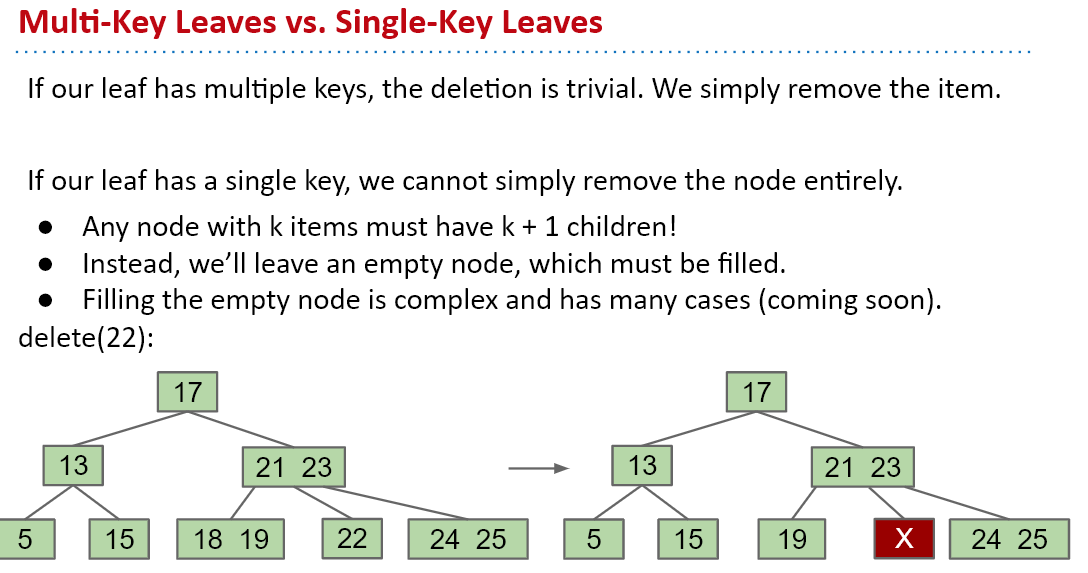 Multi-Key Leaves vs. Single-Key Leaves
If our leaf has multiple keys, the deletion is trivial. We simply remove the item.
If our leaf has a single key, we cannot simply remove the node entirely.
● Any node with k items must have k + 1 children!
● Instead, we’ll leave an empty node, which must be filled.
● Filling the empty node is complex and has many cases (coming soon).
delete(22):
17
13
21 23
5
15
18 19
22
24 25
17
13
21 23
5
15
19
X
24 25